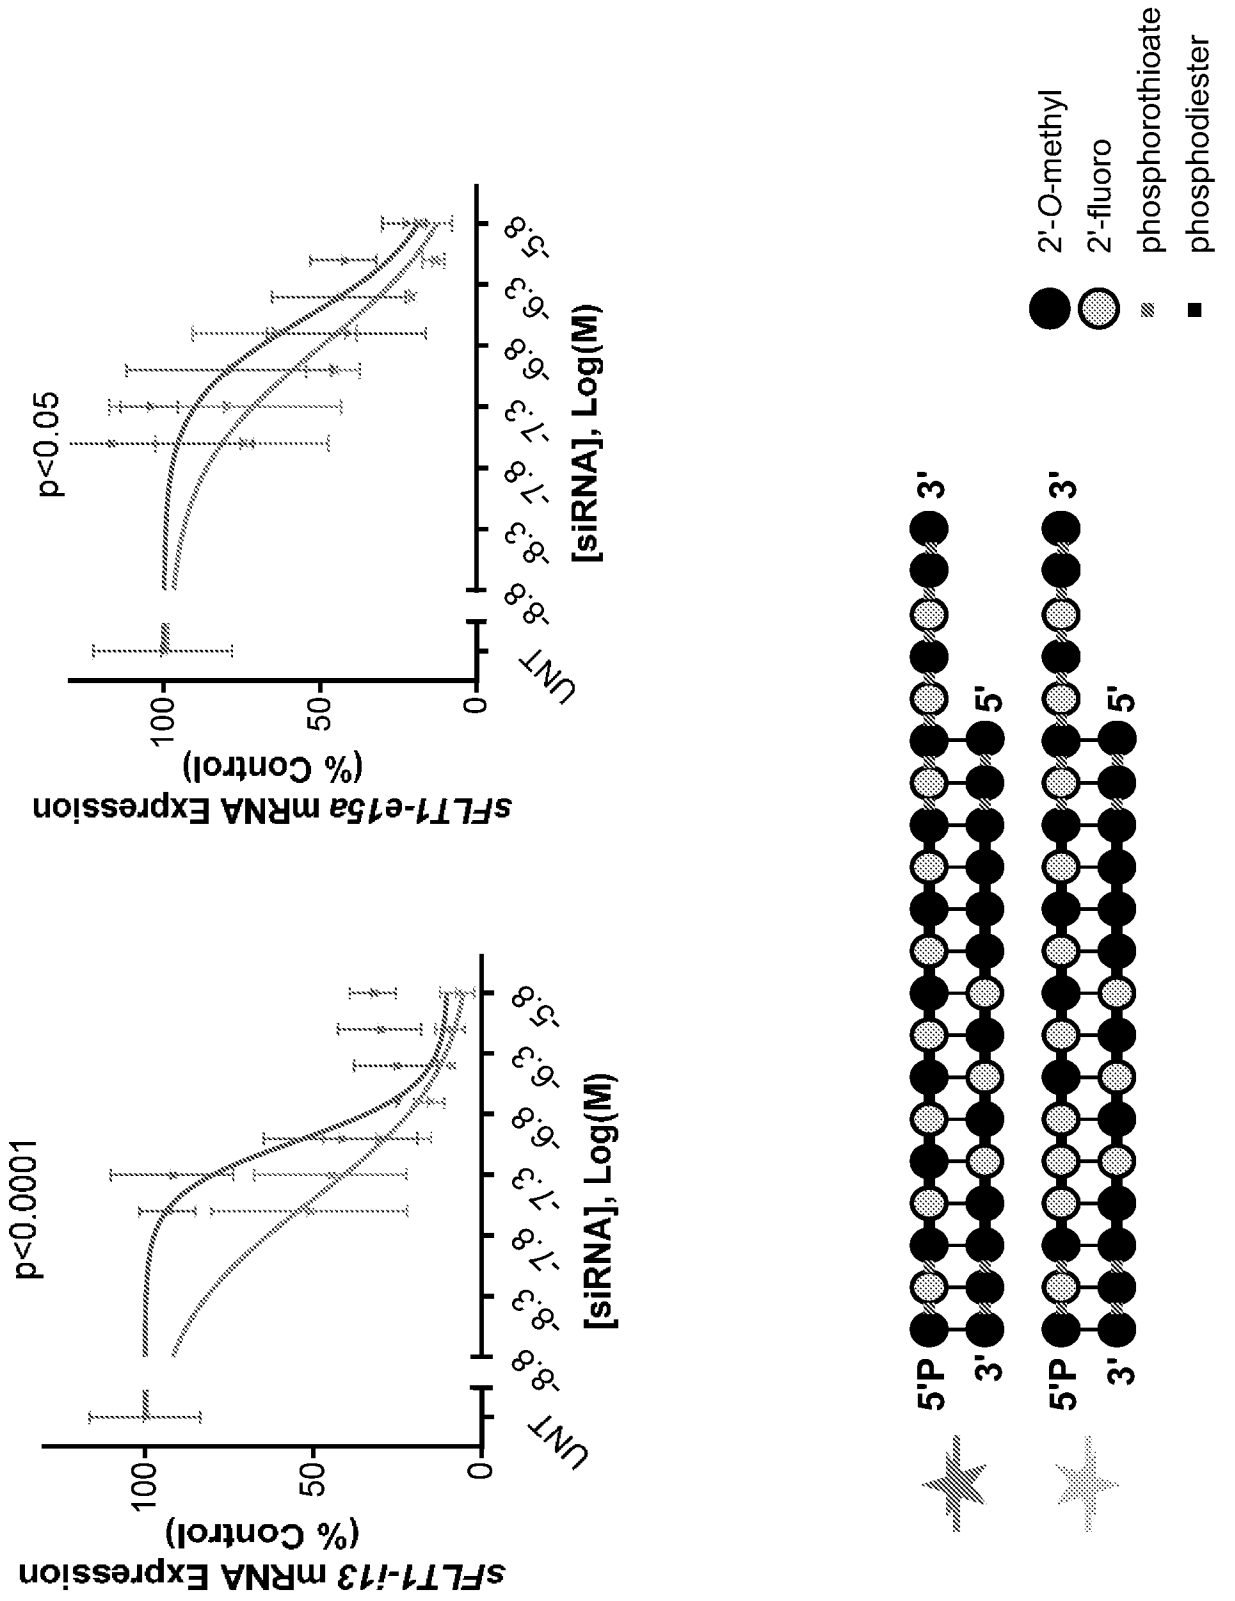 p<0.0001
sFLT1-i13 mRNA Expression
(% Control)
100
50
0
UNT
-8.8
-8.3
-7.8
-7.3
-6.8
-6.3
-5.8
[siRNA], Log(M)
p<0.05
sFLT1-e15a mRNA Expression
(% Control)
100
50
0
UNT
-8.8
-8.3
-7.8
-7.3
-6.8
-6.3
-5.8
[siRNA], Log(M)
5'P 3'
3' 5'
5'P 3'
3' 5'
2'-O-methyl
2'-fluoro
phosphorothioate
phosphodiester